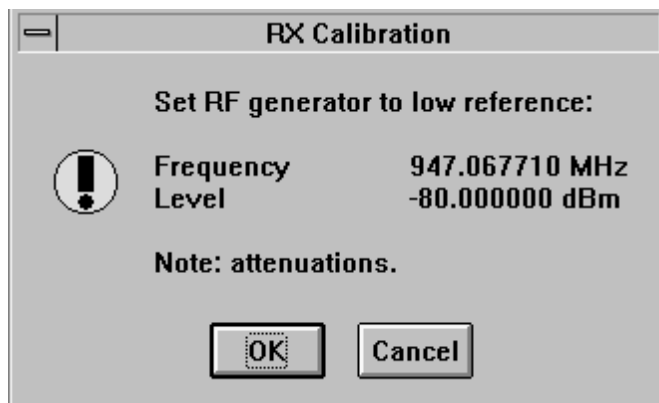 RX Calibration
Set RF generator to low reference:
Frequency 947.067710 MHz
Level -80.000000 dBm
Note: attenuations.
OK Cancel